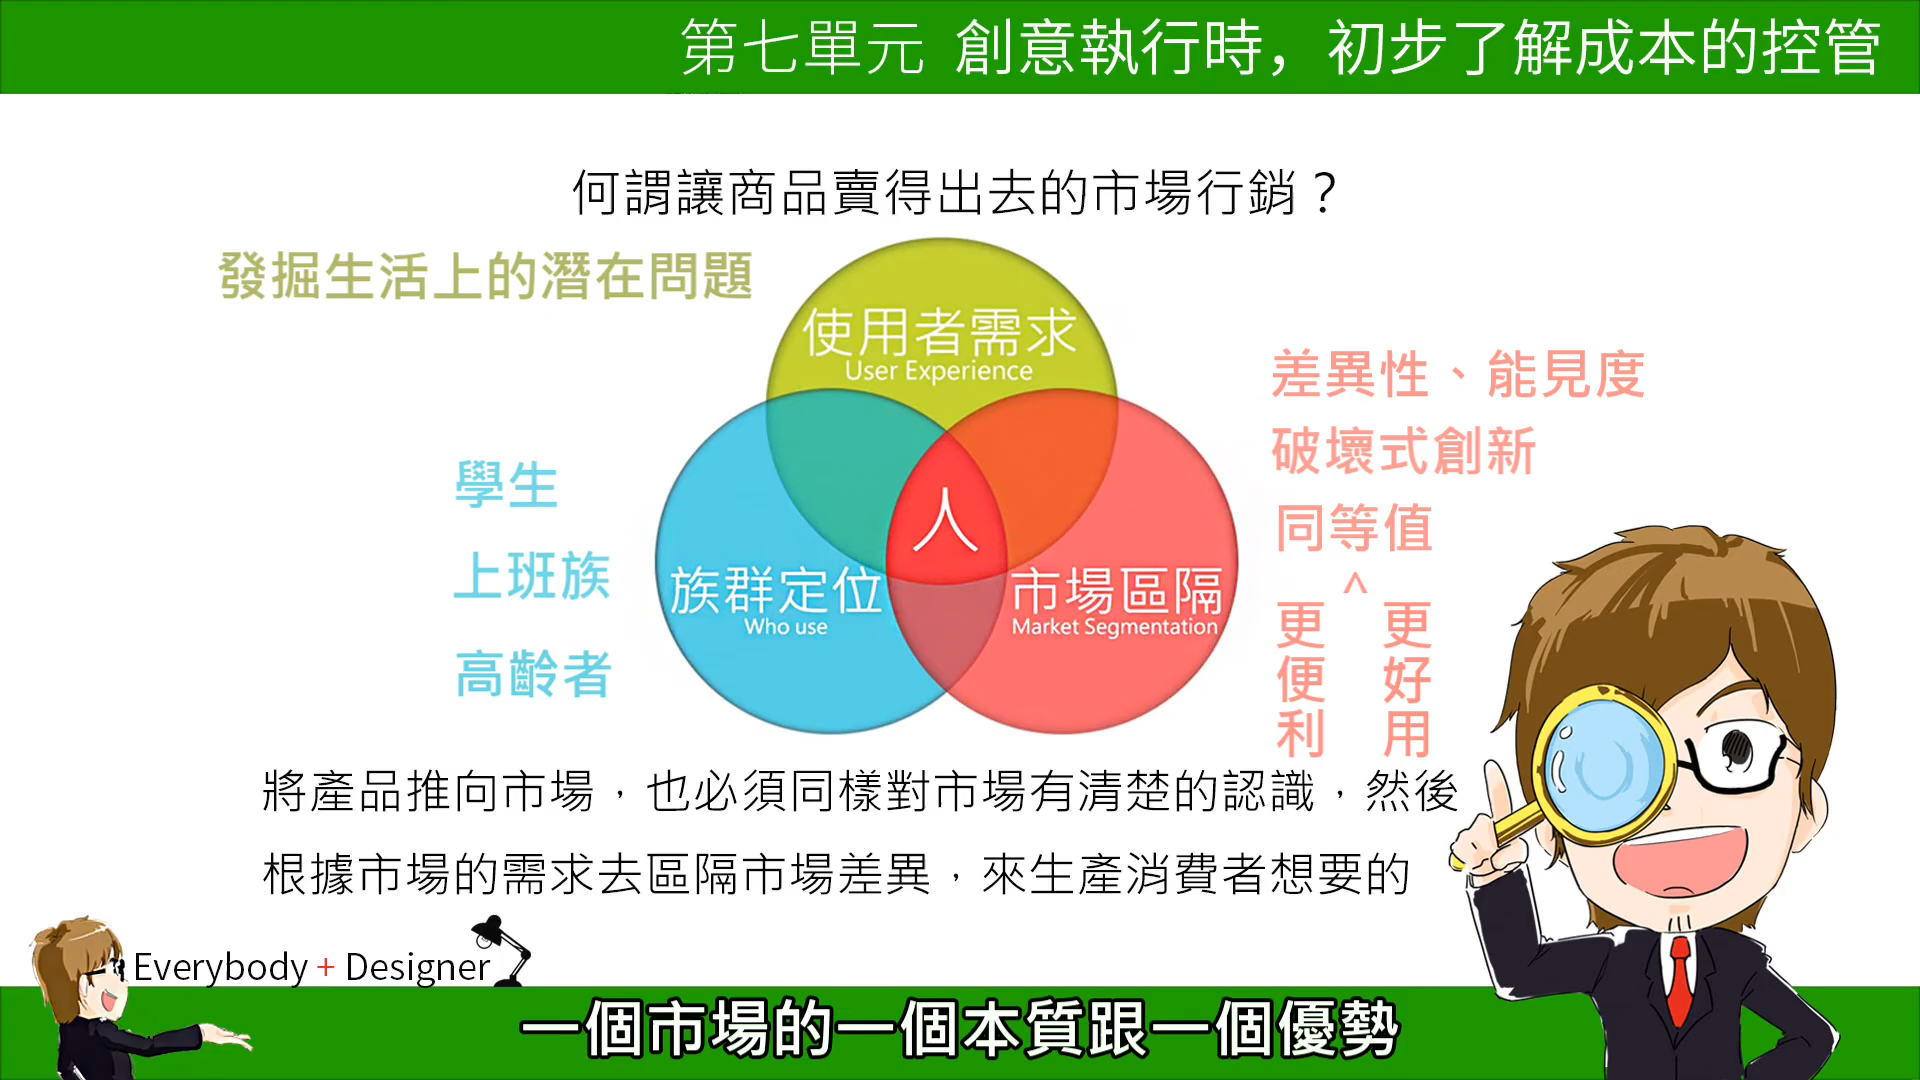 第七單元 創意執行時，初步了解成本的控管
何謂讓商品賣得出去的市場行銷？
發掘生活上的潛在問題
使用者需求
User Experience
差異性、能見度
破壞式創新
同等值
^
更便利
更好用
學生
上班族
高齡者
人
族群定位
Who use
市場區隔
Market Segmentation
將產品推向市場，也必須同樣對市場有清楚的認識，然後
根據市場的需求去區隔市場差異，來生產消費者想要的
Everybody + Designer
一個市場的一個本質跟一個優勢